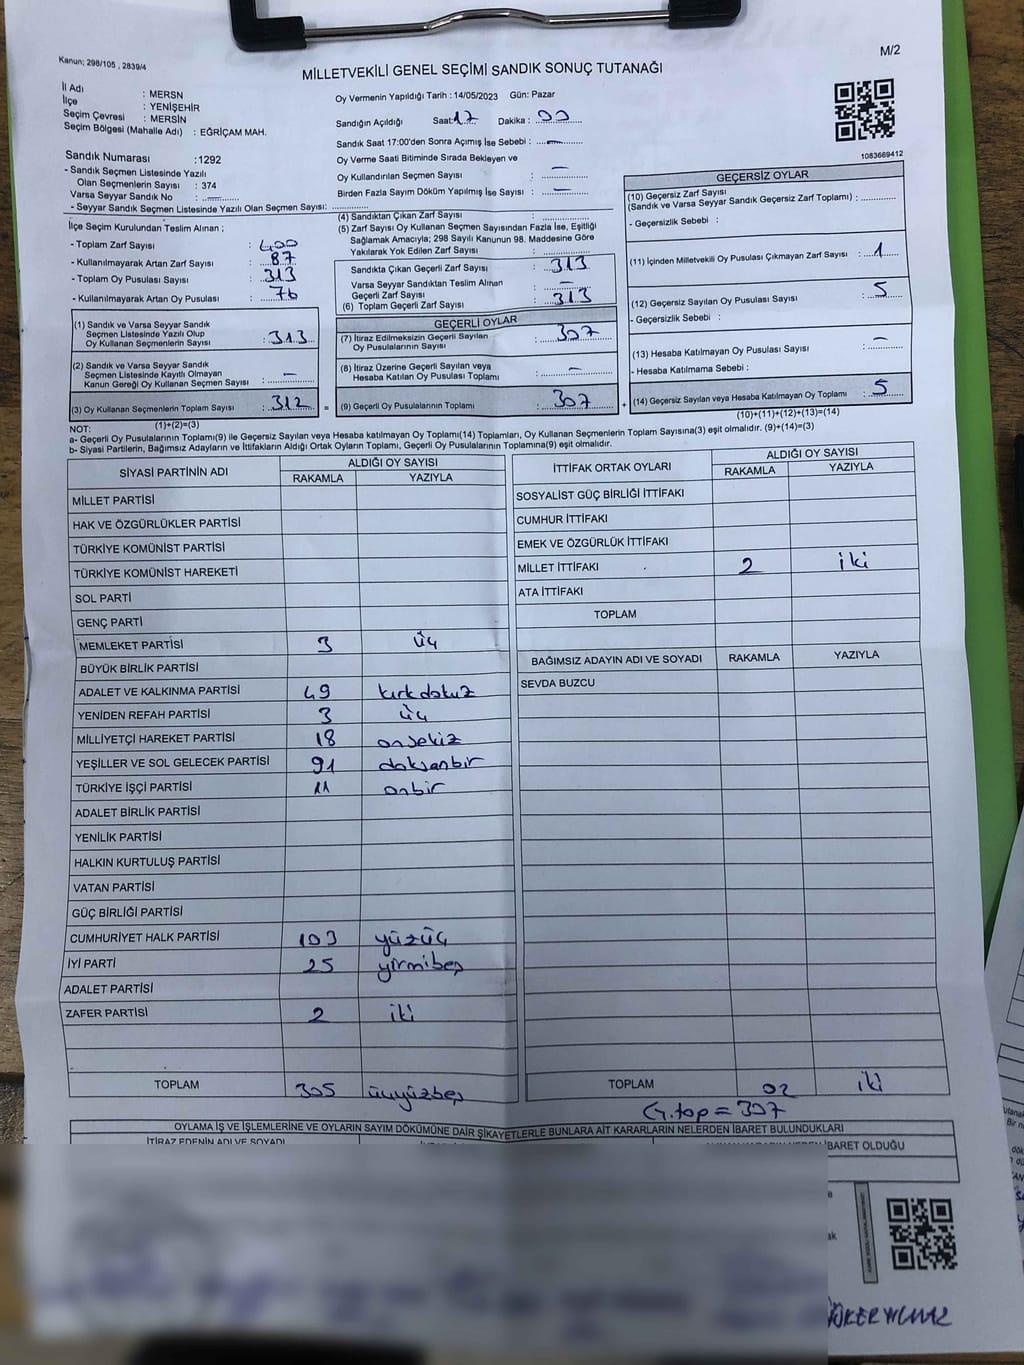 Kanun; 298/105 , 2839/4
M/2
MİLLETVEKİLİ GENEL SEÇİMİ SANDIK SONUÇ TUTANAĞI
İl Adı : MERSN
İlçe : YENİŞEHİR
Seçim Çevresi : MERSİN
Seçim Bölgesi (Mahalle Adı) : EĞRİÇAM MAH.
Sandık Numarası :1292
- Sandık Seçmen Listesinde Yazılı
Olan Seçmenlerin Sayısı : 374
Varsa Seyyar Sandık No :
- Seyyar Sandık Seçmen Listesinde Yazılı Olan Seçmen Sayısı:
Oy Vermenin Yapıldığı Tarih : 14/05/2023 Gün: Pazar
Sandığın Açıldığı Saat: 17 Dakika : 00
Sandık Saat 17:00'den Sonra Açımış İse Sebebi : —
Oy Verme Saati Bitiminde Sırada Bekleyen ve
Oy Kullandırılan Seçmen Sayısı : —
Birden Fazla Sayım Döküm Yapılmış İse Sayısı : —
1083669412
İlçe Seçim Kurulundan Teslim Alınan ;
- Toplam Zarf Sayısı : 400
- Kullanılmayarak Artan Zarf Sayısı : 87
- Toplam Oy Pusulası Sayısı : 313
- Kullanılmayarak Artan Oy Pusulası : 76
(1) Sandık ve Varsa Seyyar Sandık
Seçmen Listesinde Yazılı Olup
Oy Kullanan Seçmenlerin Sayısı : 313
(2) Sandık ve Varsa Seyyar Sandık
Seçmen Listesinde Kayıtlı Olmayan
Kanun Gereği Oy Kullanan Seçmen Sayısı : —
(3) Oy Kullanan Seçmenlerin Toplam Sayısı : 312
(1)+(2)=(3)
(4) Sandıktan Çıkan Zarf Sayısı :
(5) Zarf Sayısı Oy Kullanan Seçmen Sayısından Fazla İse, Eşitliği
Sağlamak Amacıyla; 298 Sayılı Kanunun 98. Maddesine Göre
Yakılarak Yok Edilen Zarf Sayısı :
Sandıkta Çıkan Geçerli Zarf Sayısı : 313
Varsa Seyyar Sandıktan Teslim Alınan
Geçerli Zarf Sayısı : —
(6) Toplam Geçerli Zarf Sayısı : 313
GEÇERLİ OYLAR
(7) İtiraz Edilmeksizin Geçerli Sayılan
Oy Pusulalarının Sayısı : 307
(8) İtiraz Üzerine Geçerli Sayılan veya
Hesaba Katılan Oy Pusulası Toplamı : —
= (9) Geçerli Oy Pusulalarının Toplamı : 307 +
GEÇERSİZ OYLAR
(10) Geçersiz Zarf Sayısı
(Sandık ve Varsa Seyyar Sandık Geçersiz Zarf Toplamı) :
- Geçersizlik Sebebi :
(11) İçinden Milletvekili Oy Pusulası Çıkmayan Zarf Sayısı : 1
(12) Geçersiz Sayılan Oy Pusulası Sayısı : 5
- Geçersizlik Sebebi :
(13) Hesaba Katılmayan Oy Pusulası Sayısı : —
- Hesaba Katılmama Sebebi :
(14) Geçersiz Sayılan veya Hesaba Katılmayan Oy Toplamı : 5
(10)+(11)+(12)+(13)=(14)
NOT:
a- Geçerli Oy Pusulalarının Toplamı(9) ile Geçersiz Sayılan veya Hesaba katılmayan Oy Toplamı(14) Toplamları, Oy Kullanan Seçmenlerin Toplam Sayısına(3) eşit olmalıdır. (9)+(14)=(3)
b- Siyasi Partilerin, Bağımsız Adayların ve İttifakların Aldığı Ortak Oyların Toplamı, Geçerli Oy Pusulalarının Toplamına(9) eşit olmalıdır.
SİYASİ PARTİNİN ADI
ALDIĞI OY SAYISI
RAKAMLA YAZIYLA
MİLLET PARTİSİ
HAK VE ÖZGÜRLÜKLER PARTİSİ
TÜRKİYE KOMÜNİST PARTİSİ
TÜRKİYE KOMÜNİST HAREKETİ
SOL PARTİ
GENÇ PARTİ
MEMLEKET PARTİSİ 3 üç
BÜYÜK BİRLİK PARTİSİ
ADALET VE KALKINMA PARTİSİ 49 kırkdokuz
YENİDEN REFAH PARTİSİ 3 üç
MİLLİYETÇİ HAREKET PARTİSİ 18 onsekiz
YEŞİLLER VE SOL GELECEK PARTİSİ 91 doksanbir
TÜRKİYE İŞÇİ PARTİSİ 11 onbir
ADALET BİRLİK PARTİSİ
YENİLİK PARTİSİ
HALKIN KURTULUŞ PARTİSİ
VATAN PARTİSİ
GÜÇ BİRLİĞİ PARTİSİ
CUMHURİYET HALK PARTİSİ 103 yüzüç
İYİ PARTİ 25 yirmibeş
ADALET PARTİSİ
ZAFER PARTİSİ 2 iki
TOPLAM 305 üçyüzbeş
İTTİFAK ORTAK OYLARI
ALDIĞI OY SAYISI
RAKAMLA YAZIYLA
SOSYALİST GÜÇ BİRLİĞİ İTTİFAKI
CUMHUR İTTİFAKI
EMEK VE ÖZGÜRLÜK İTTİFAKI
MİLLET İTTİFAKI 2 iki
ATA İTTİFAKI
TOPLAM
BAĞIMSIZ ADAYIN ADI VE SOYADI RAKAMLA YAZIYLA
SEVDA BUZCU
TOPLAM 02 iki
G.top = 307
OYLAMA İŞ VE İŞLEMLERİNE VE OYLARIN SAYIM DÖKÜMÜNE DAİR ŞİKAYETLERLE BUNLARA AİT KARARLARIN NELERDEN İBARET BULUNDUKLARI
İTİRAZ EDENİN ADI VE SOYADI
İBARET OLDUĞU